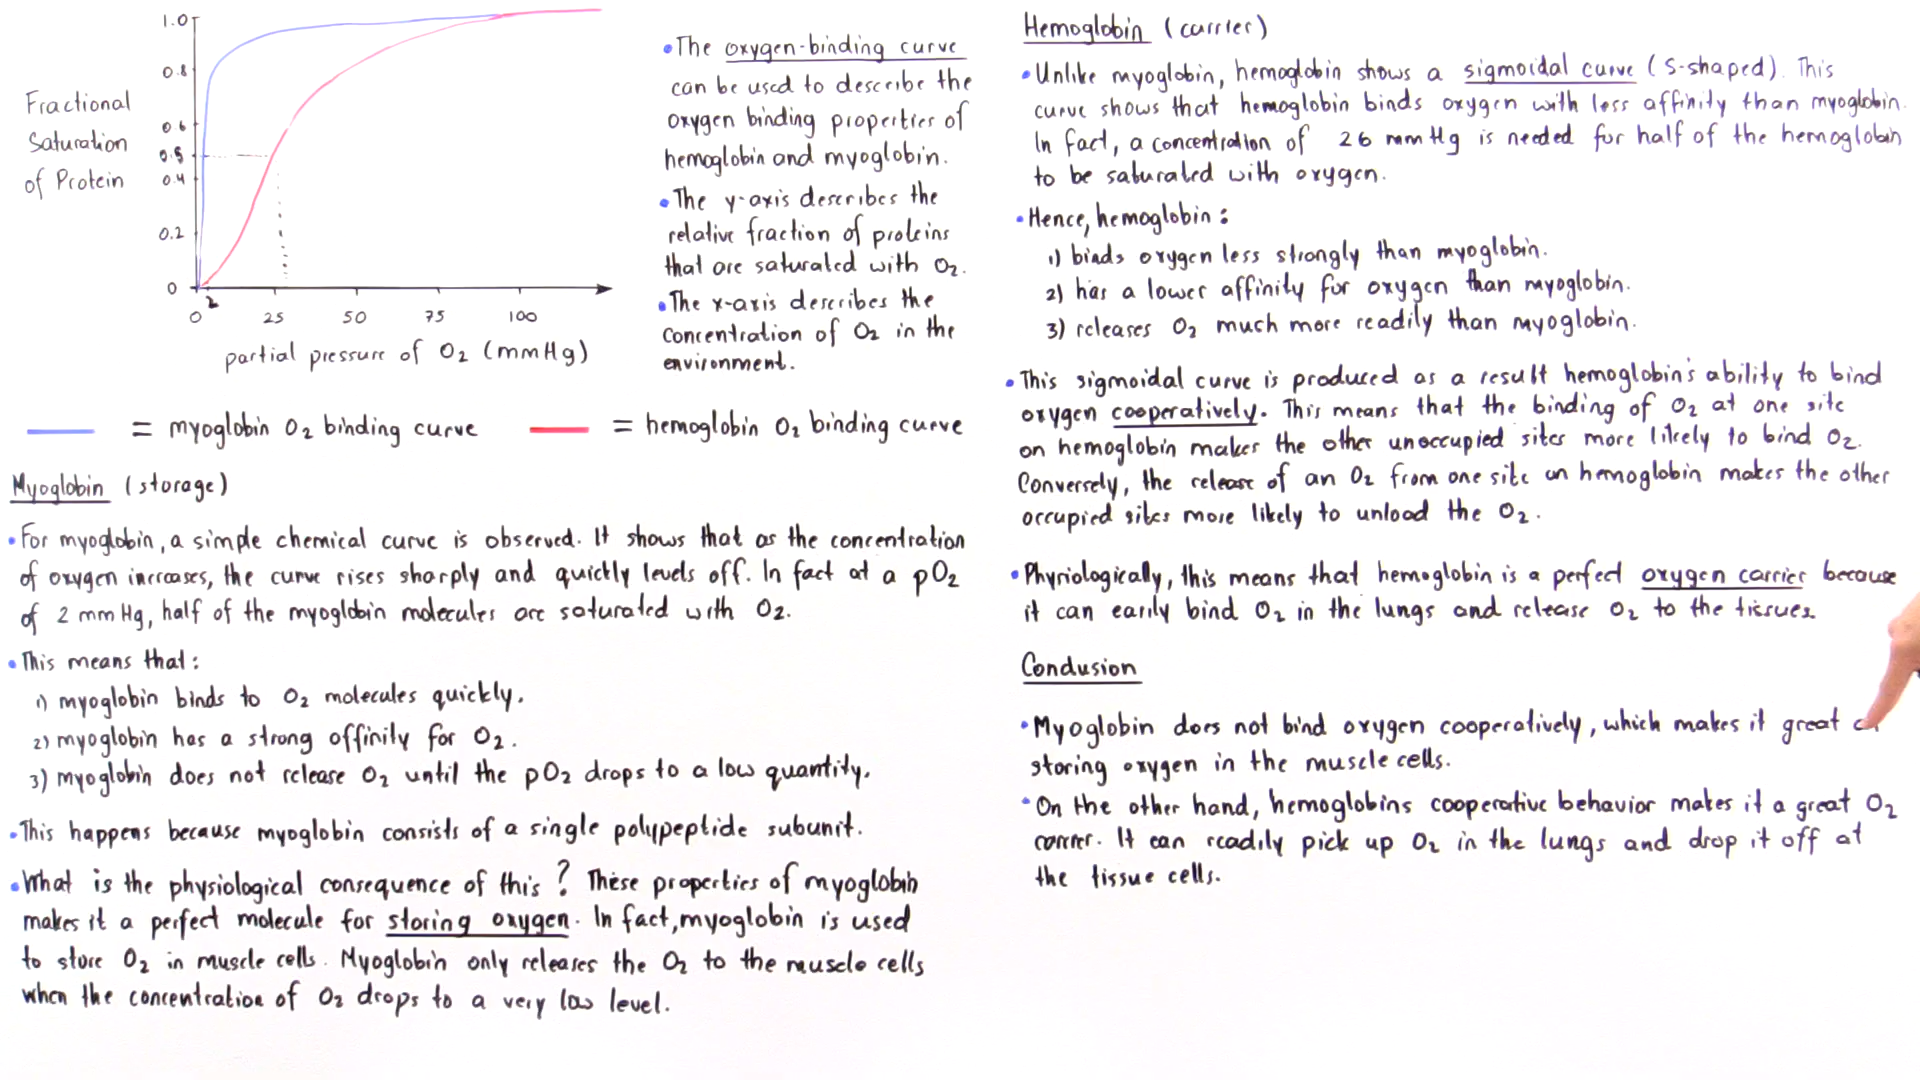 1.0
0.8
0.6
0.5
0.4
0.2
0
2
0 25 50 75 100
Fractional
Saturation
of Protein
partial pressure of O2 (mmHg)
= myoglobin O2 binding curve
= hemoglobin O2 binding curve
•The oxygen-binding curve
can be used to describe the
oxygen binding properties of
hemoglobin and myoglobin.
•The y-axis describes the
relative fraction of proteins
that are saturated with O2.
•The x-axis describes the
concentration of O2 in the
environment.
Myoglobin (storage)
•For myoglobin, a simple chemical curve is observed. It shows that as the concentration
of oxygen increases, the curve rises sharply and quickly levels off. In fact at a pO2
of 2 mmHg, half of the myoglobin molecules are saturated with O2.
•This means that:
1) myoglobin binds to O2 molecules quickly.
2) myoglobin has a strong affinity for O2.
3) myoglobin does not release O2 until the pO2 drops to a low quantity.
•This happens because myoglobin consists of a single polypeptide subunit.
•What is the physiological consequence of this? These properties of myoglobin
makes it a perfect molecule for storing oxygen. In fact, myoglobin is used
to store O2 in muscle cells. Myoglobin only releases the O2 to the muscle cells
when the concentration of O2 drops to a very low level.
Hemoglobin (carrier)
•Unlike myoglobin, hemoglobin shows a sigmoidal curve (S-shaped). This
curve shows that hemoglobin binds oxygen with less affinity than myoglobin.
In fact, a concentration of 26 mmHg is needed for half of the hemoglobin
to be saturated with oxygen.
•Hence, hemoglobin:
1) binds oxygen less strongly than myoglobin.
2) has a lower affinity for oxygen than myoglobin.
3) releases O2 much more readily than myoglobin.
•This sigmoidal curve is produced as a result hemoglobin's ability to bind
oxygen cooperatively. This means that the binding of O2 at one site
on hemoglobin makes the other unoccupied sites more likely to bind O2.
Conversely, the release of an O2 from one site on hemoglobin makes the other
occupied sites more likely to unload the O2.
•Physiologically, this means that hemoglobin is a perfect oxygen carrier because
it can easily bind O2 in the lungs and release O2 to the tissues.
Conclusion
•Myoglobin does not bind oxygen cooperatively, which makes it great
storing oxygen in the muscle cells.
•On the other hand, hemoglobins cooperative behavior makes it a great O2
carrier. It can readily pick up O2 in the lungs and drop it off at
the tissue cells.